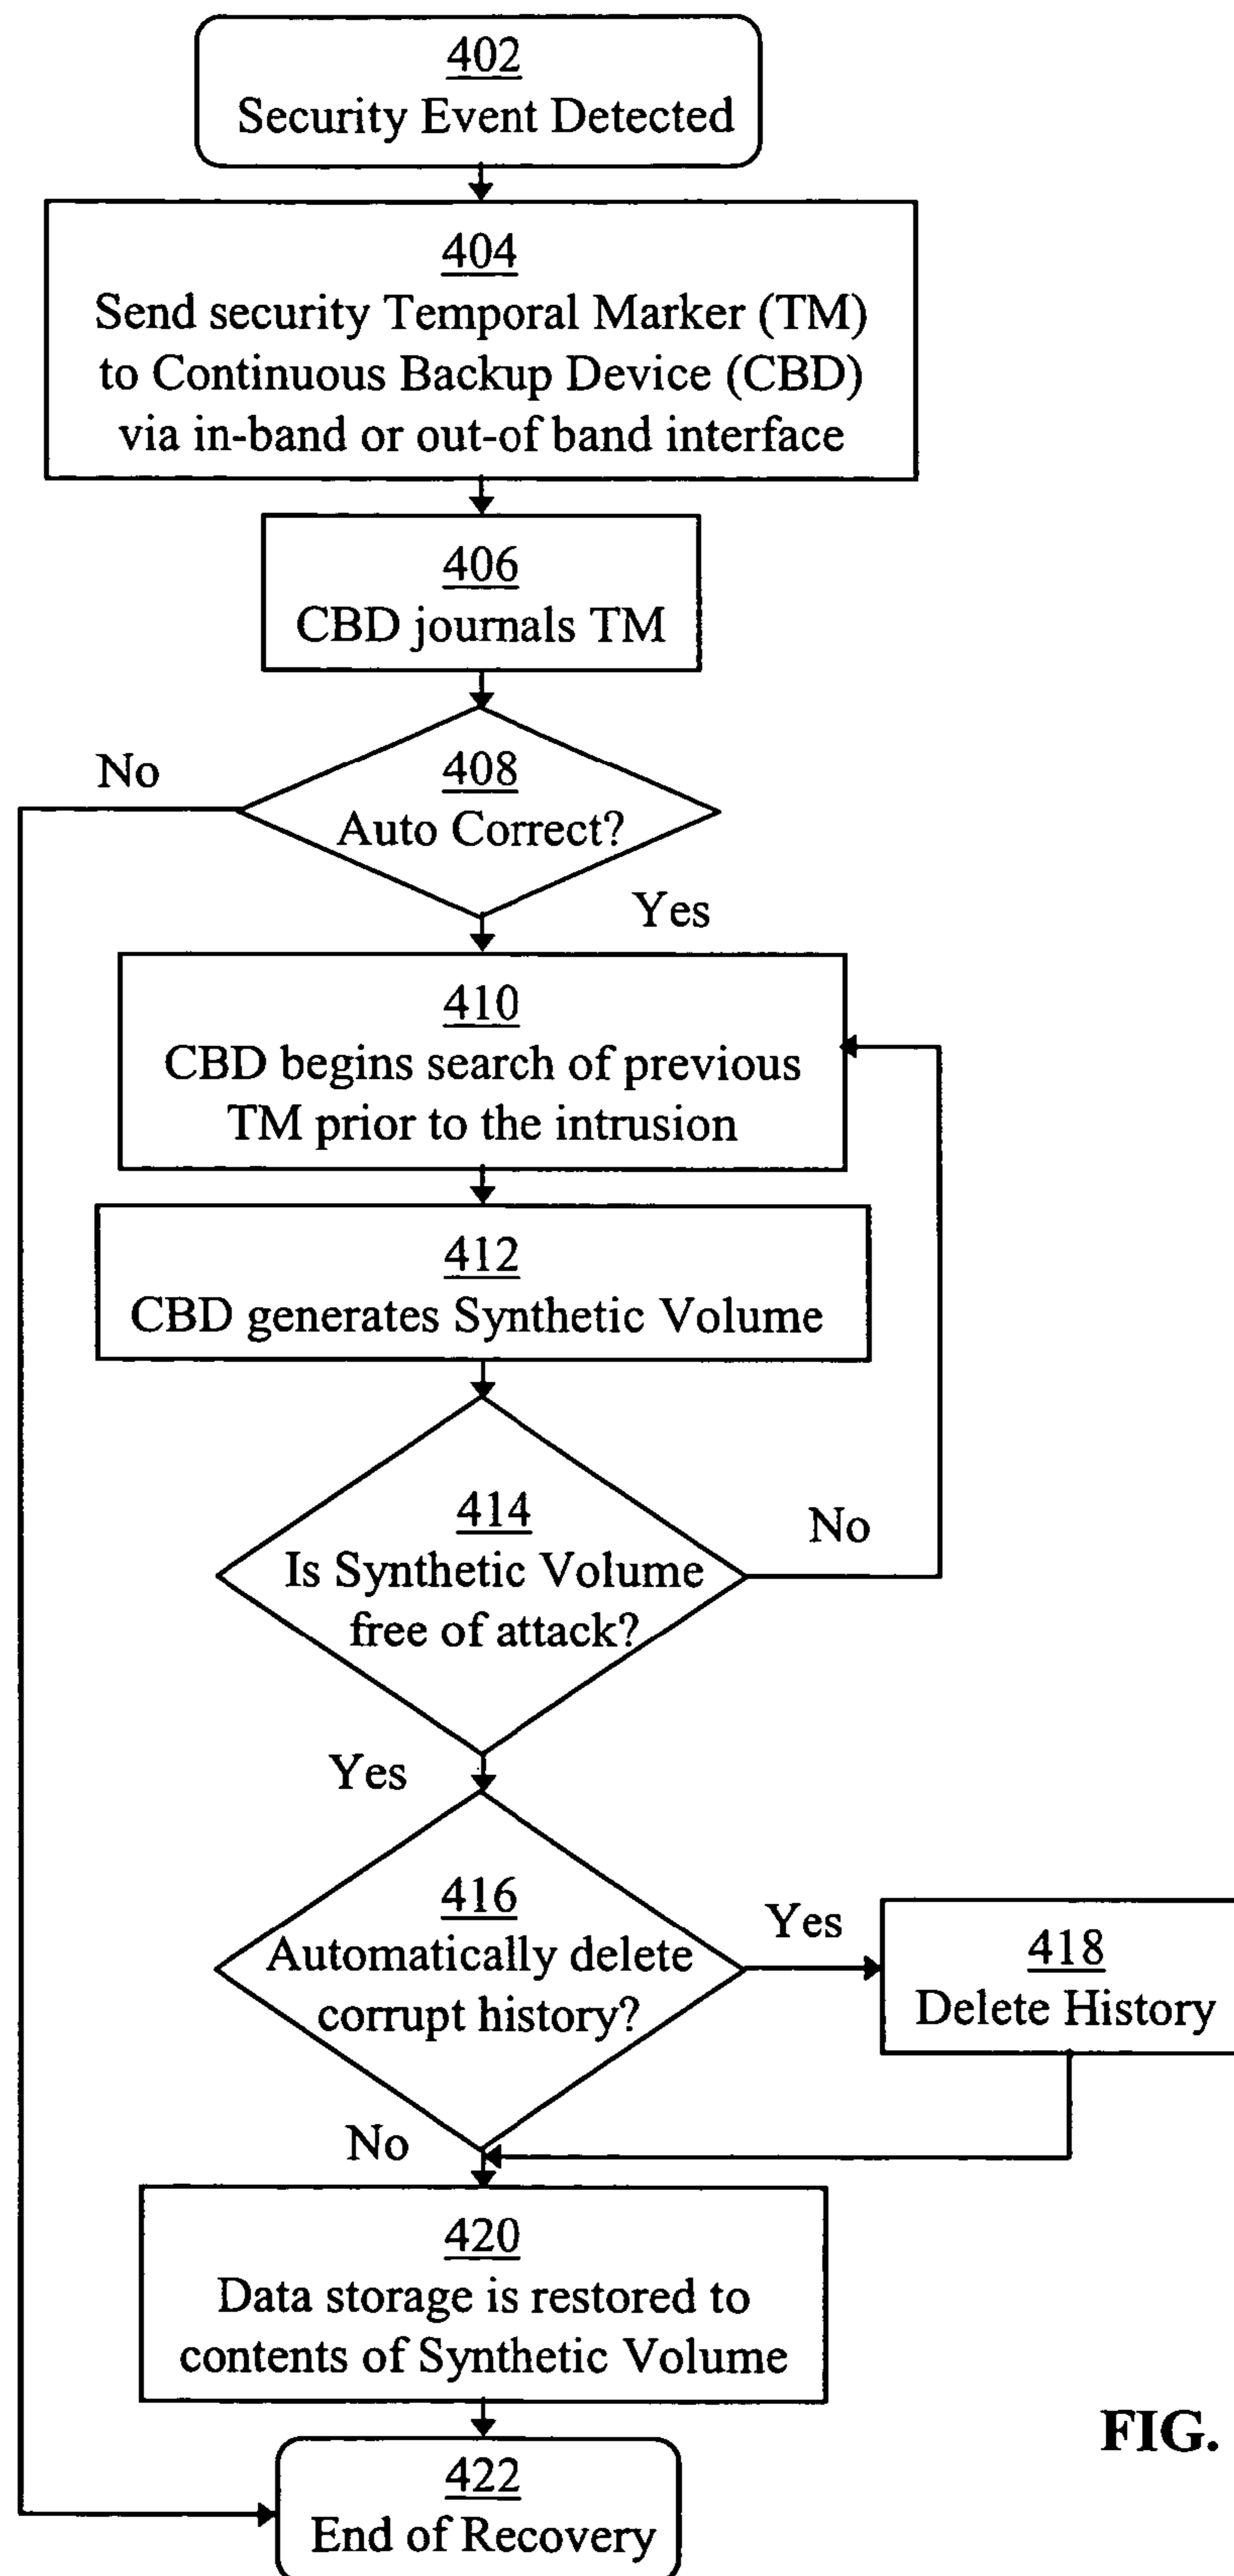 402
Security Event Detected
404
Send security Temporal Marker (TM)
to Continuous Backup Device (CBD)
via in-band or out-of band interface
406
CBD journals TM
No
408
Auto Correct?
Yes
410
CBD begins search of previous
TM prior to the intrusion
412
CBD generates Synthetic Volume
414
Is Synthetic Volume
free of attack?
No
Yes
416
Automatically delete
corrupt history?
Yes
418
Delete History
No
420
Data storage is restored to
contents of Synthetic Volume
422
End of Recovery
FIG.